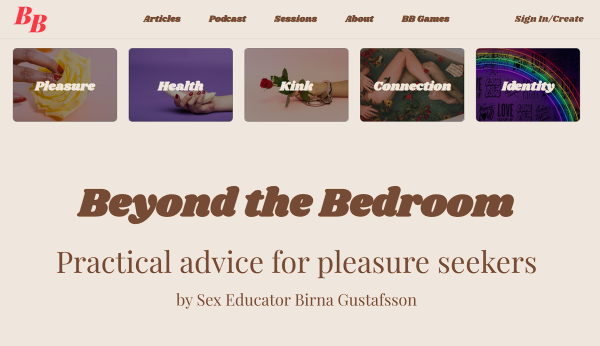 BB
Articles Podcast Sessions About BB Games Sign In/Create
Pleasure Health Kink Connection Identity
LOVE
Beyond the Bedroom
Practical advice for pleasure seekers
by Sex Educator Birna Gustafsson